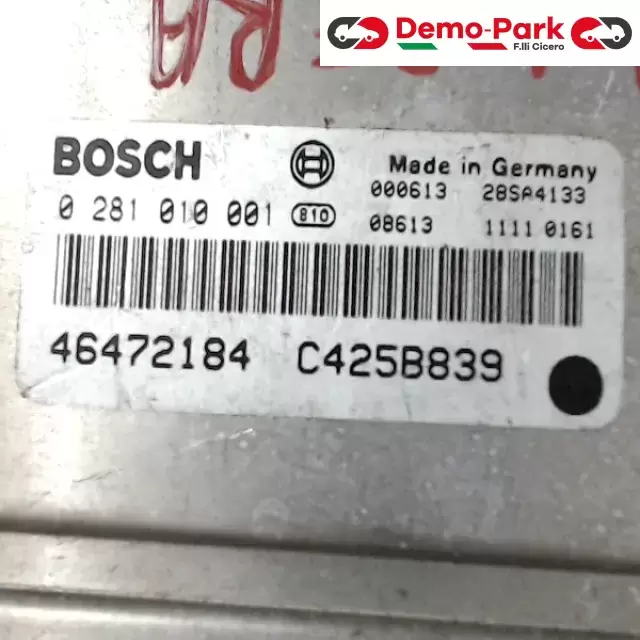 Demo-Park
F.lli Cicero
BOSCH
Made in Germany
000613 28SA4133
0 281 010 001 810
08613 1111 0161
46472184 C425B839